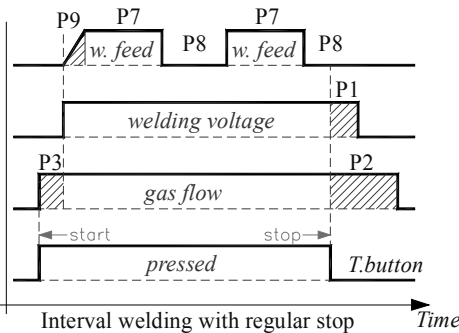 P9 P7 P7
w. feed P8 w. feed P8
P1
welding voltage
P3 P2
gas flow
start stop
pressed T.button
Interval welding with regular stop Time